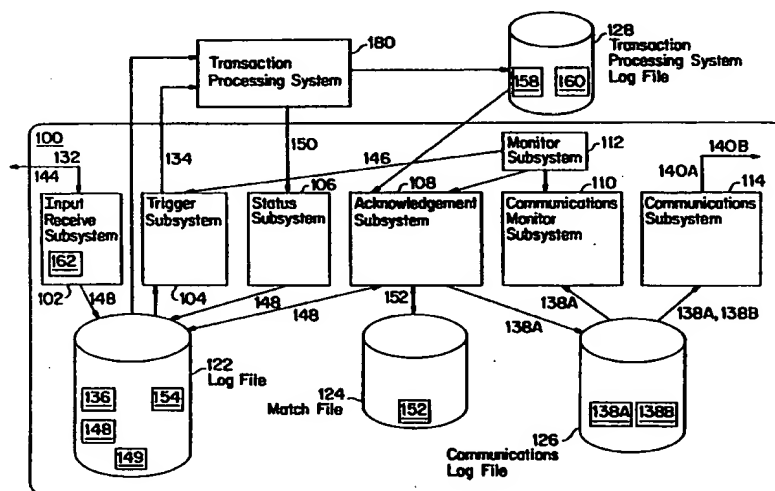 180
Transaction
Processing System
128
Transaction
Processing System
Log File
158
160
100
132
144
134
150
146
Monitor
Subsystem
112
140B
140A
106
108
110
114
Input
Receive
Subsystem
162
Trigger
Subsystem
Status
Subsystem
Acknowledgement
Subsystem
Communications
Monitor
Subsystem
Communications
Subsystem
102
148
104
148
148
152
138A
138A
138A, 138B
122
Log File
136
154
148
149
124
Match File
152
138A
138B
126
Communications
Log File